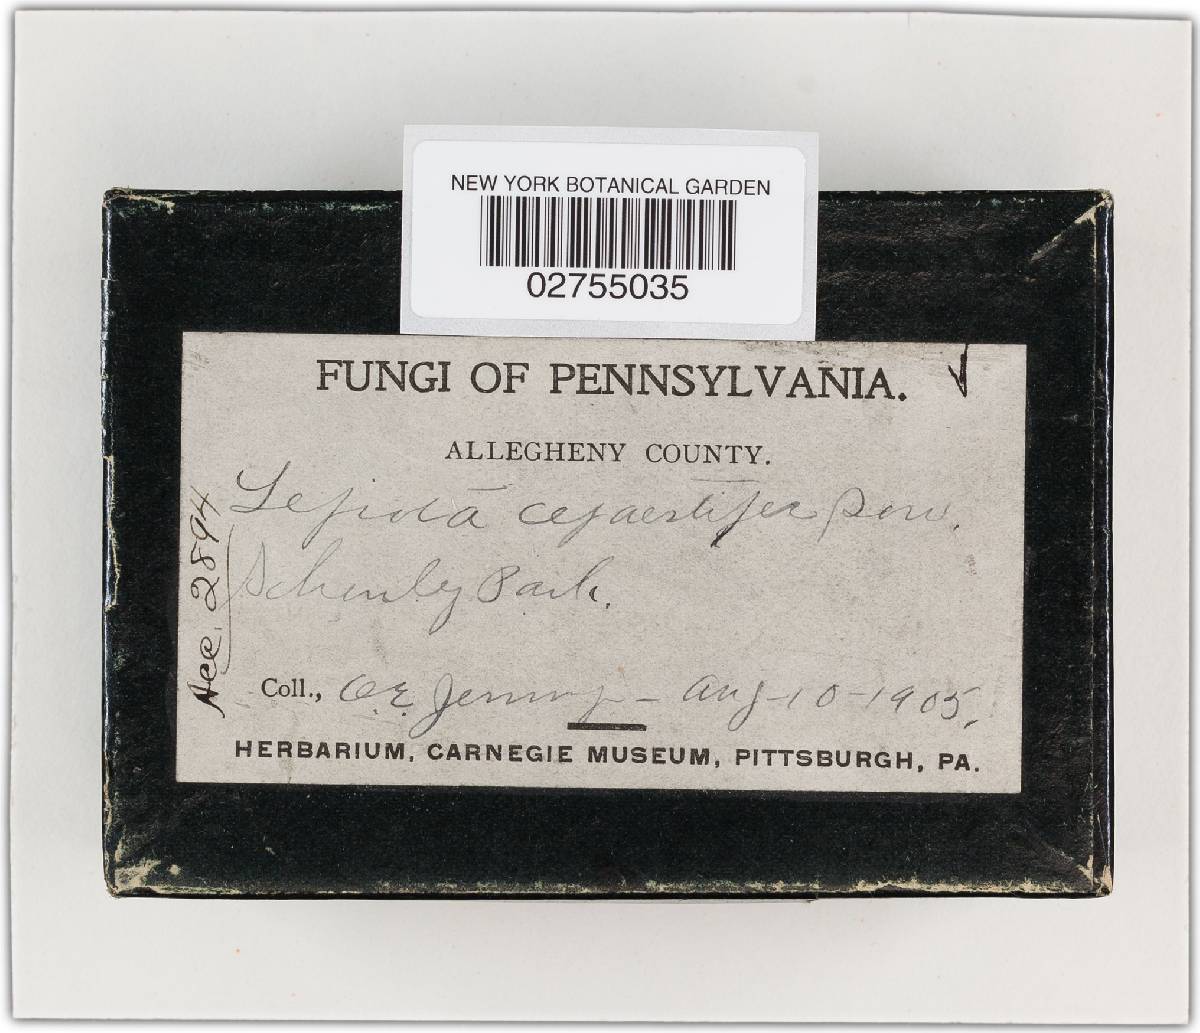 NEW YORK BOTANICAL GARDEN
02755035
FUNGI OF PENNSYLVANIA.
ALLEGHENY COUNTY.
Lepiota cepaestipes Sow.
Schenley Park.
Acc. 2894
Coll., O.E. Jennings - Aug-10-1905.
HERBARIUM, CARNEGIE MUSEUM, PITTSBURGH, PA.